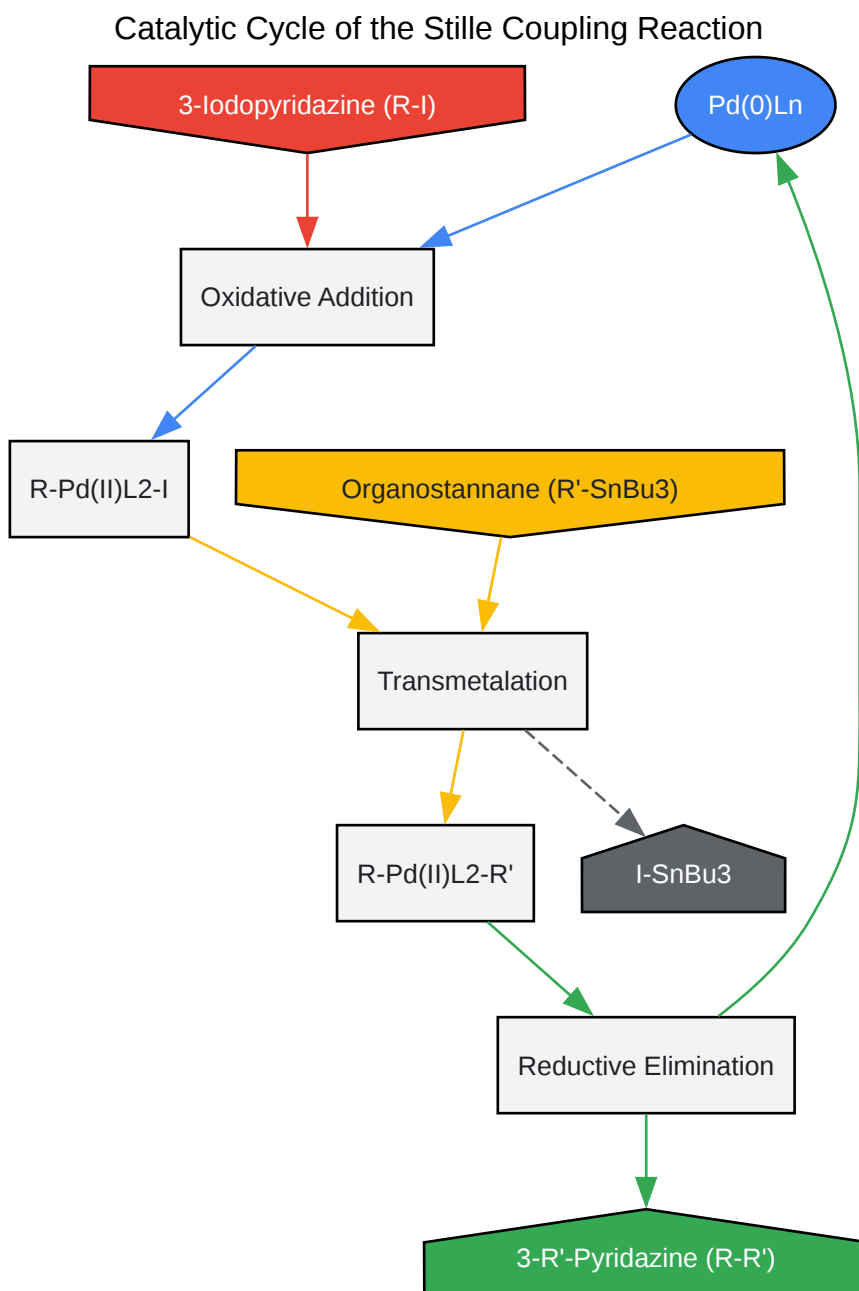 Catalytic Cycle of the Stille Coupling Reaction
3-Iodopyridazine (R-I)
Pd(0)Ln
Oxidative Addition
R-Pd(II)L2-I
Organostannane (R'-SnBu3)
Transmetalation
R-Pd(II)L2-R'
I-SnBu3
Reductive Elimination
3-R'-Pyridazine (R-R')